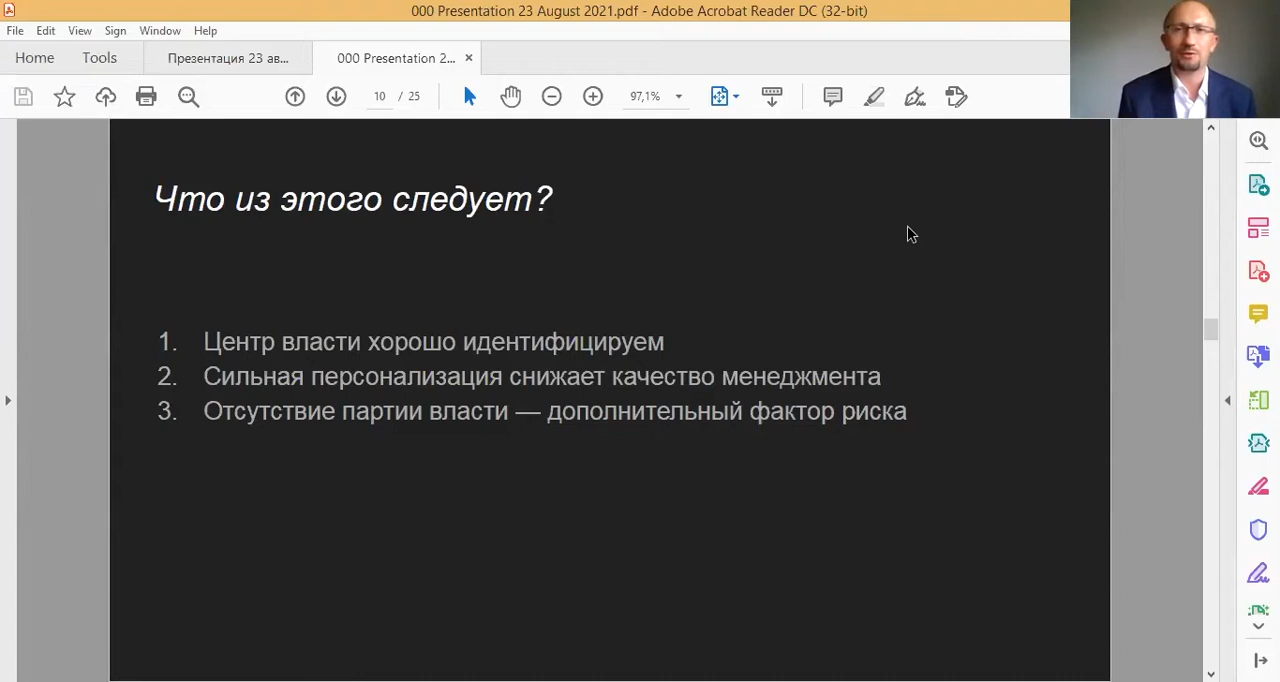 000 Presentation 23 August 2021.pdf - Adobe Acrobat Reader DC (32-bit)
File Edit View Sign Window Help
Home Tools Презентация 23 ав... 000 Presentation 2... ×
10 / 25 97,1%
Что из этого следует?
1. Центр власти хорошо идентифицируем
2. Сильная персонализация снижает качество менеджмента
3. Отсутствие партии власти — дополнительный фактор риска